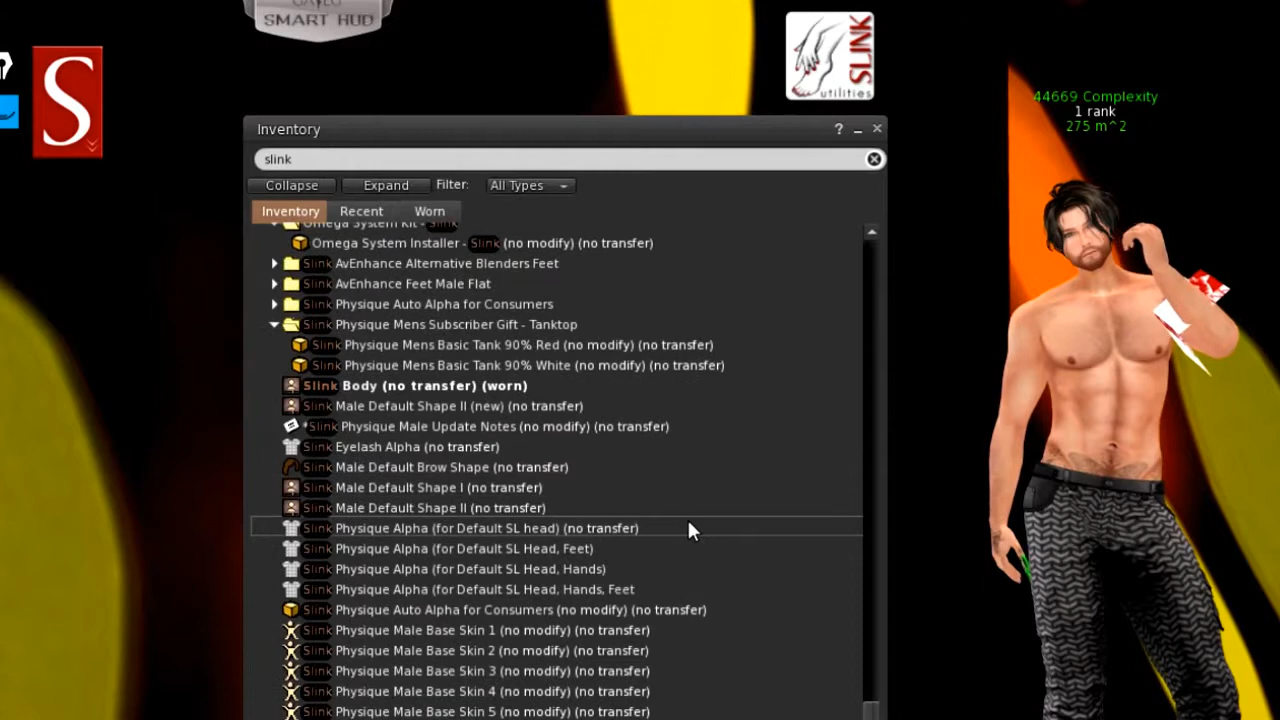 SMART HUD
S
SLINK
utilities
44669 Complexity
1 rank
275 m^2
Inventory
slink
Collapse Expand Filter: All Types
Inventory Recent Worn
Omega System Kit - Slink
Omega System Installer - Slink (no modify) (no transfer)
Slink AvEnhance Alternative Blenders Feet
Slink AvEnhance Feet Male Flat
Slink Physique Auto Alpha for Consumers
Slink Physique Mens Subscriber Gift - Tanktop
Slink Physique Mens Basic Tank 90% Red (no modify) (no transfer)
Slink Physique Mens Basic Tank 90% White (no modify) (no transfer)
Slink Body (no transfer) (worn)
Slink Male Default Shape II (new) (no transfer)
*Slink Physique Male Update Notes (no modify) (no transfer)
Slink Eyelash Alpha (no transfer)
Slink Male Default Brow Shape (no transfer)
Slink Male Default Shape I (no transfer)
Slink Male Default Shape II (no transfer)
Slink Physique Alpha (for Default SL head) (no transfer)
Slink Physique Alpha (for Default SL Head, Feet)
Slink Physique Alpha (for Default SL Head, Hands)
Slink Physique Alpha (for Default SL Head, Hands, Feet
Slink Physique Auto Alpha for Consumers (no modify) (no transfer)
Slink Physique Male Base Skin 1 (no modify) (no transfer)
Slink Physique Male Base Skin 2 (no modify) (no transfer)
Slink Physique Male Base Skin 3 (no modify) (no transfer)
Slink Physique Male Base Skin 4 (no modify) (no transfer)
Slink Physique Male Base Skin 5 (no modify) (no transfer)